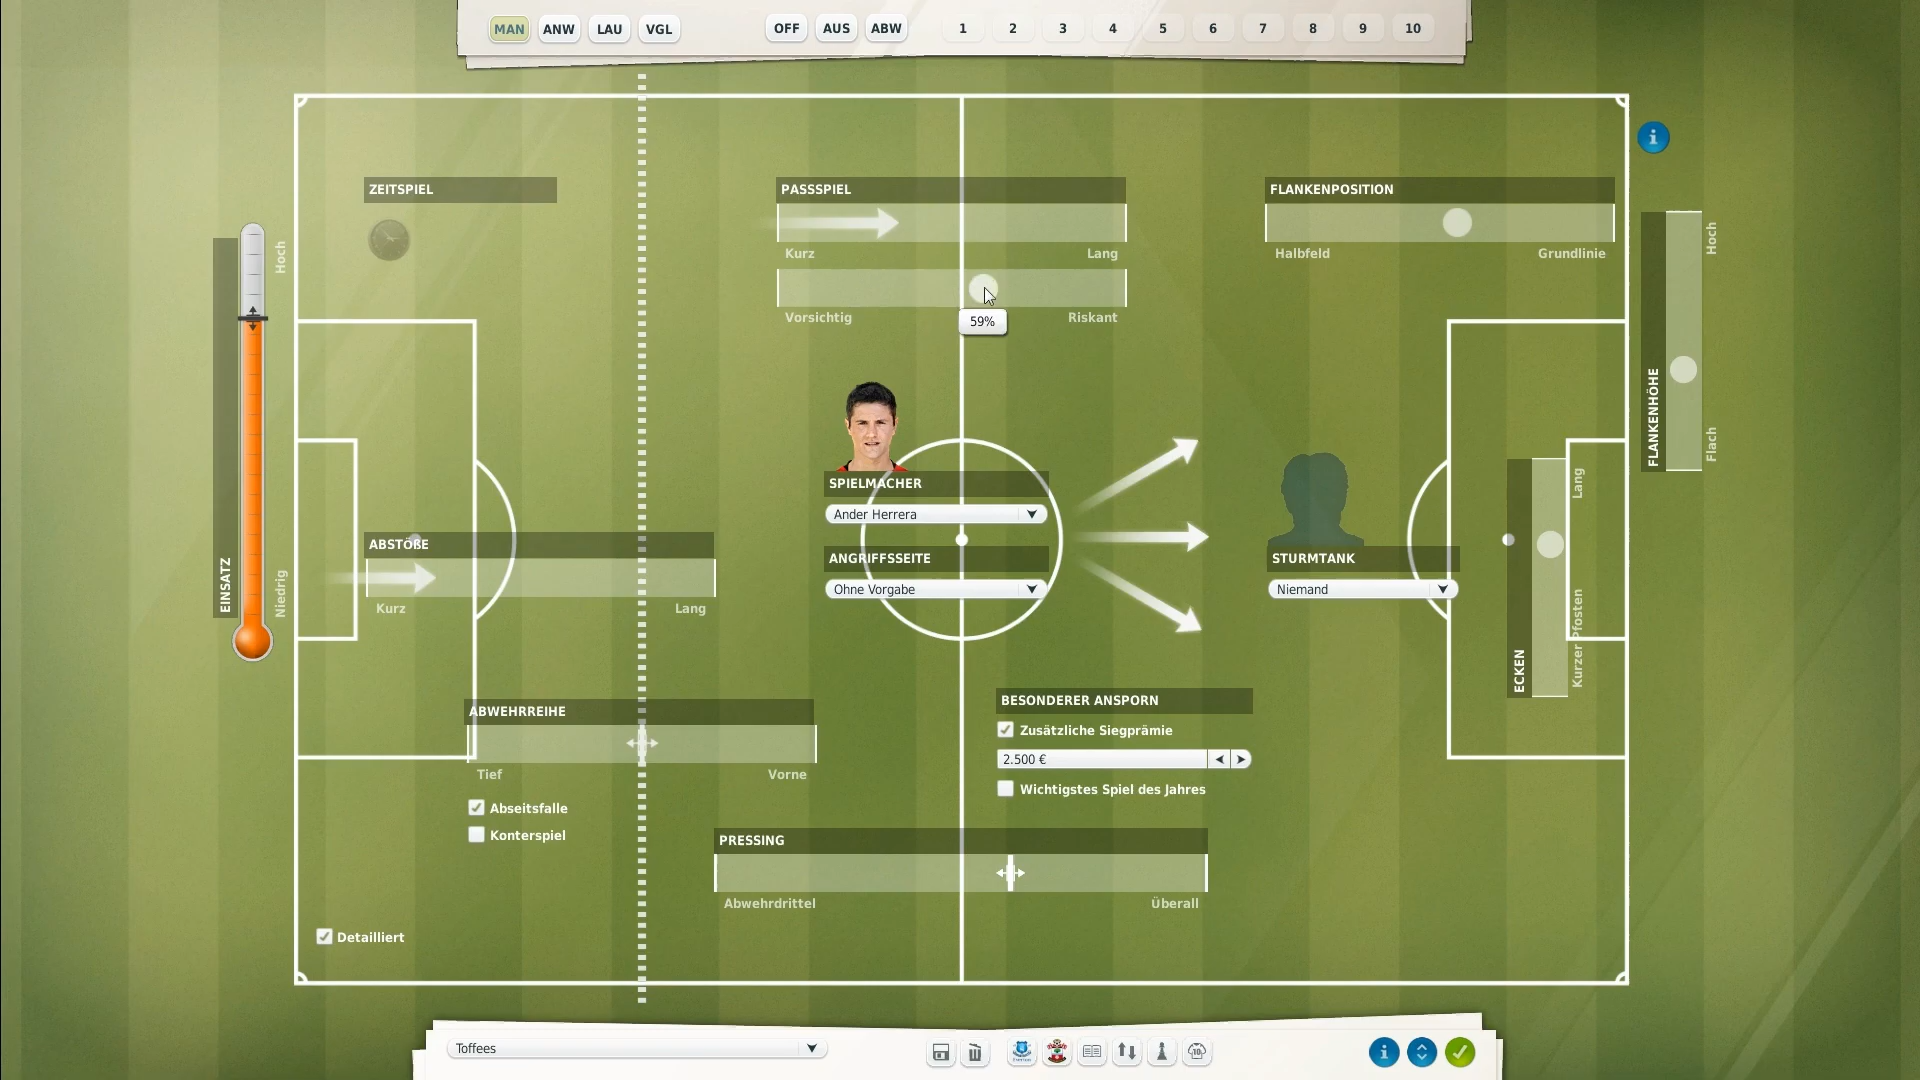 MAN ANW LAU VGL OFF AUS ABW 1 2 3 4 5 6 7 8 9 10
ZEITSPIEL
PASSSPIEL
Kurz Lang
Vorsichtig Riskant
59%
FLANKENPOSITION
Halbfeld Grundlinie
FLANKENHÖHE
Hoch
Flach
EINSATZ
Hoch
Niedrig
SPIELMACHER
Ander Herrera
ANGRIFFSSEITE
Ohne Vorgabe
STURMTANK
Niemand
ECKEN
Lang
Kurzer Pfosten
ABSTÖẞE
Kurz Lang
ABWEHRREIHE
Tief Vorne
Abseitsfalle
Konterspiel
BESONDERER ANSPORN
Zusätzliche Siegprämie
2.500 €
Wichtigstes Spiel des Jahres
PRESSING
Abwehrdrittel Überall
Detailliert
Toffees
10